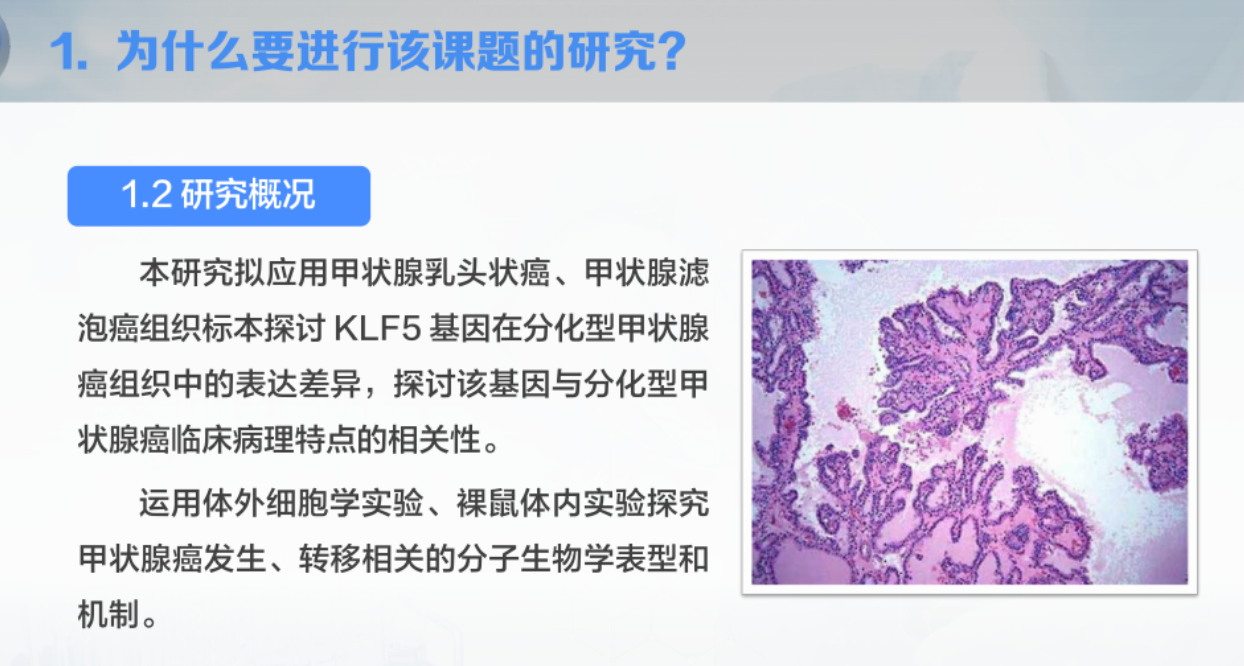 1. 为什么要进行该课题的研究？
1.2 研究概况
本研究拟应用甲状腺乳头状癌、甲状腺滤
泡癌组织标本探讨 KLF5 基因在分化型甲状腺
癌组织中的表达差异，探讨该基因与分化型甲
状腺癌临床病理特点的相关性。
运用体外细胞学实验、裸鼠体内实验探究
甲状腺癌发生、转移相关的分子生物学表型和
机制。